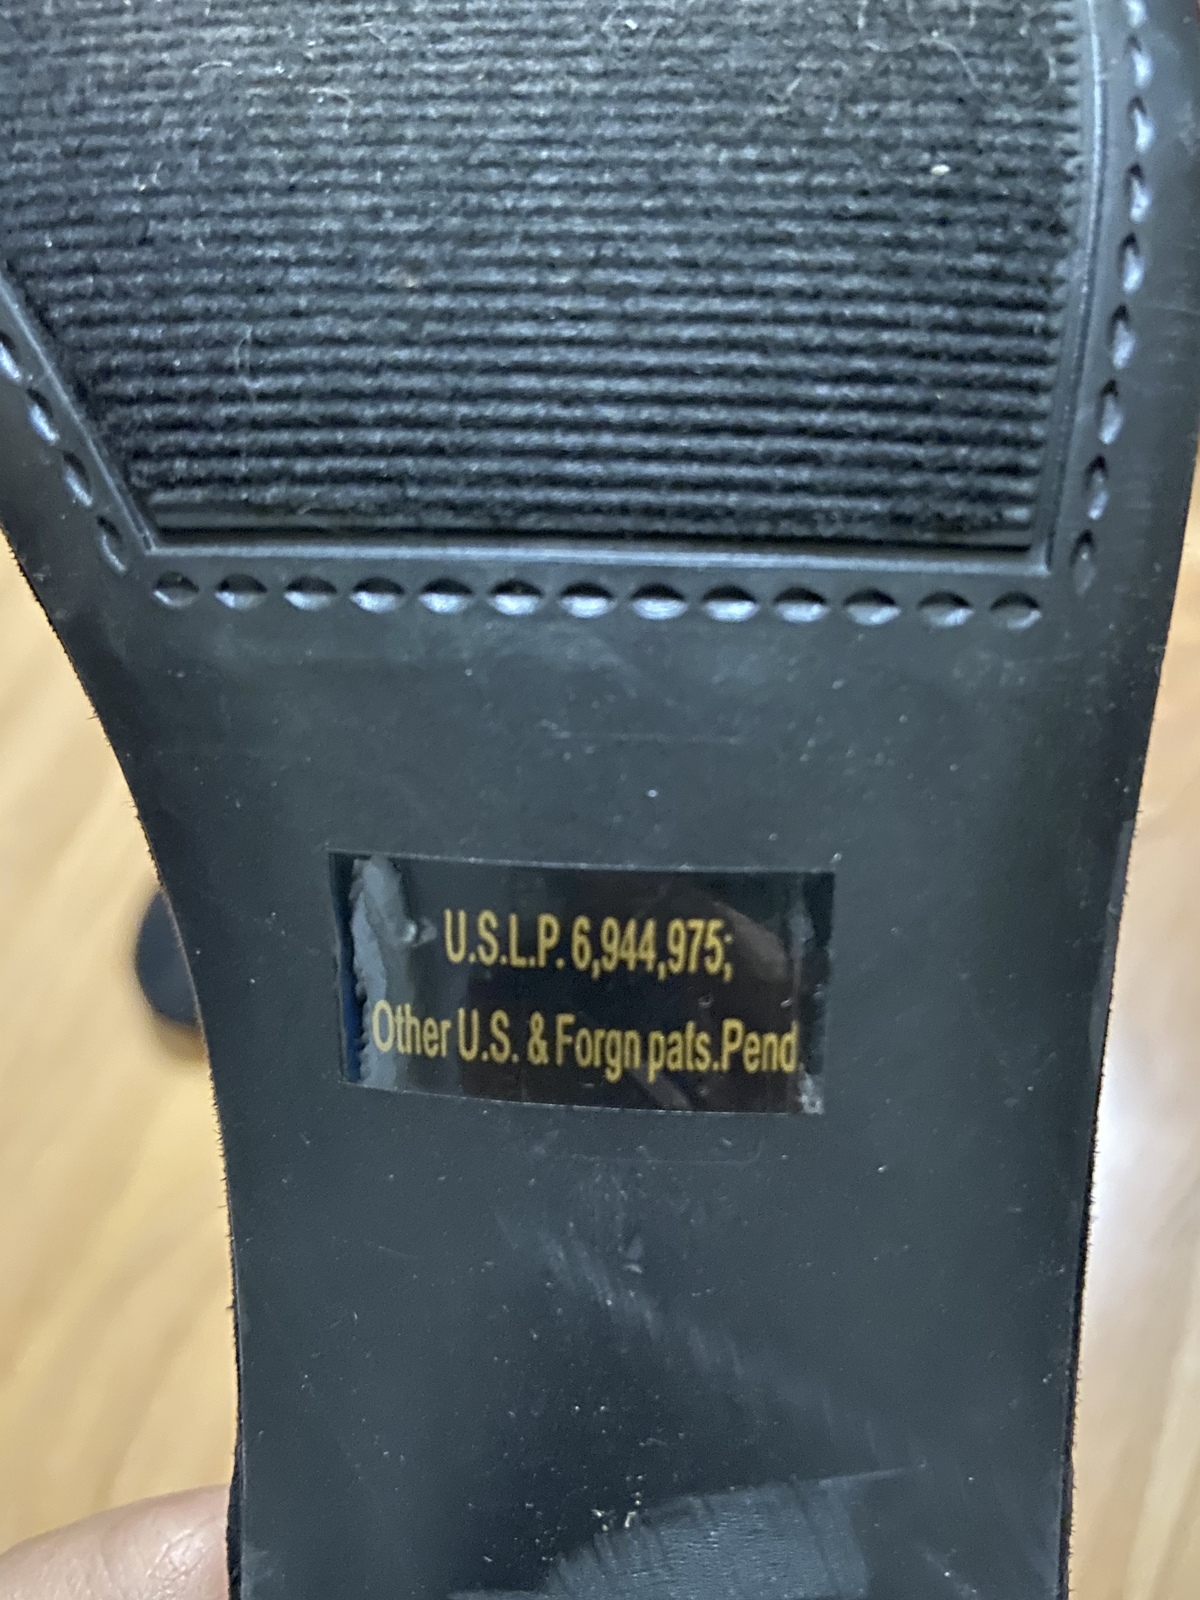 U.S.L.P. 6,944,975;
Other U.S. & Forgn pats.Pend.